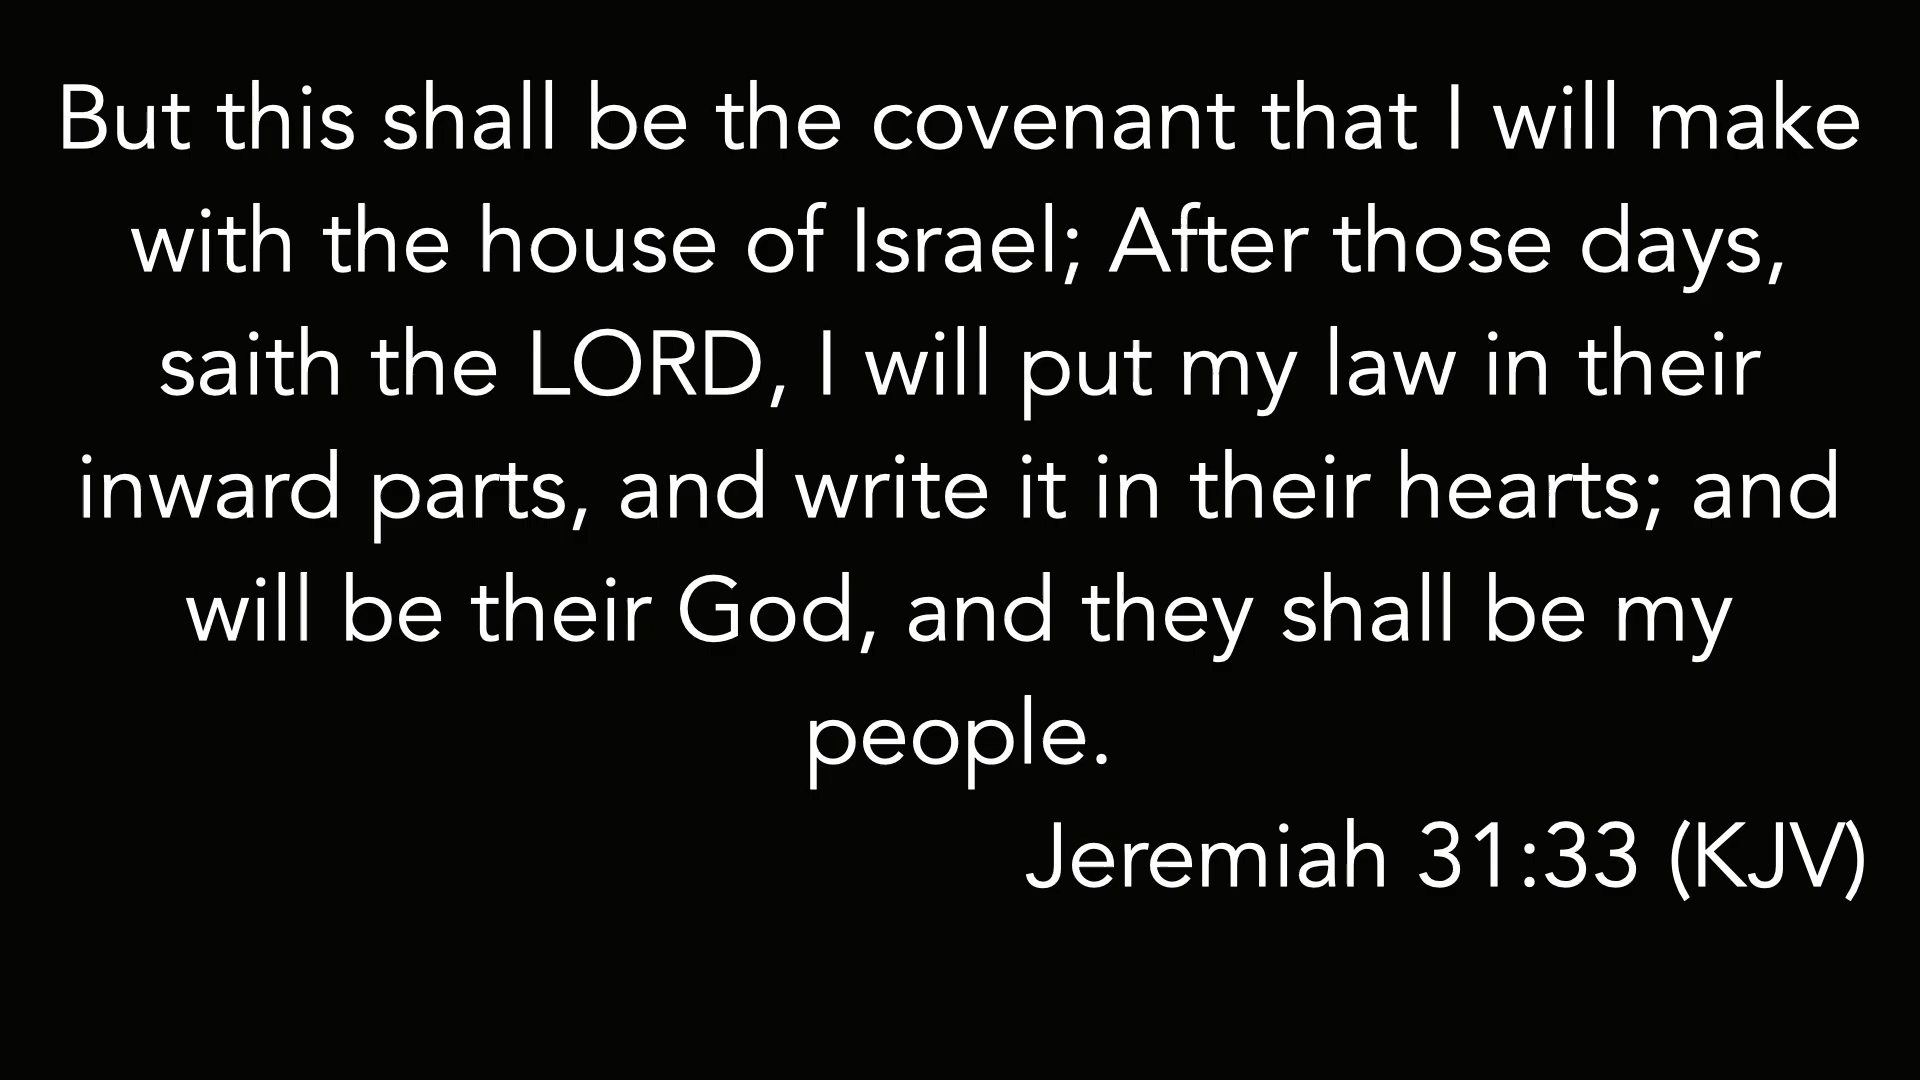 But this shall be the covenant that I will make
with the house of Israel; After those days,
saith the LORD, I will put my law in their
inward parts, and write it in their hearts; and
will be their God, and they shall be my
people.
Jeremiah 31:33 (KJV)